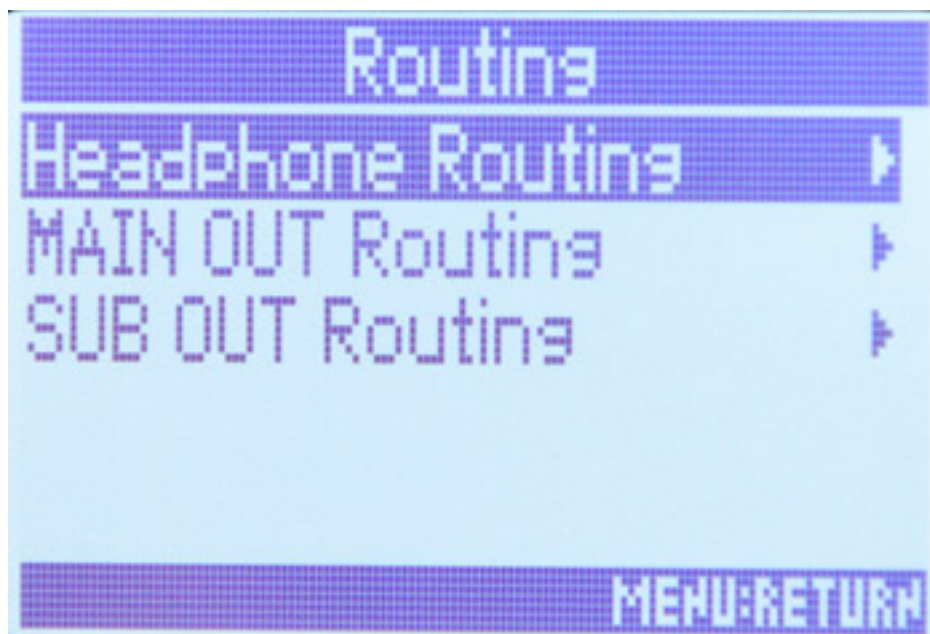 Routing
Headphone Routing
MAIN OUT Routing
SUB OUT Routing
MENU:RETURN